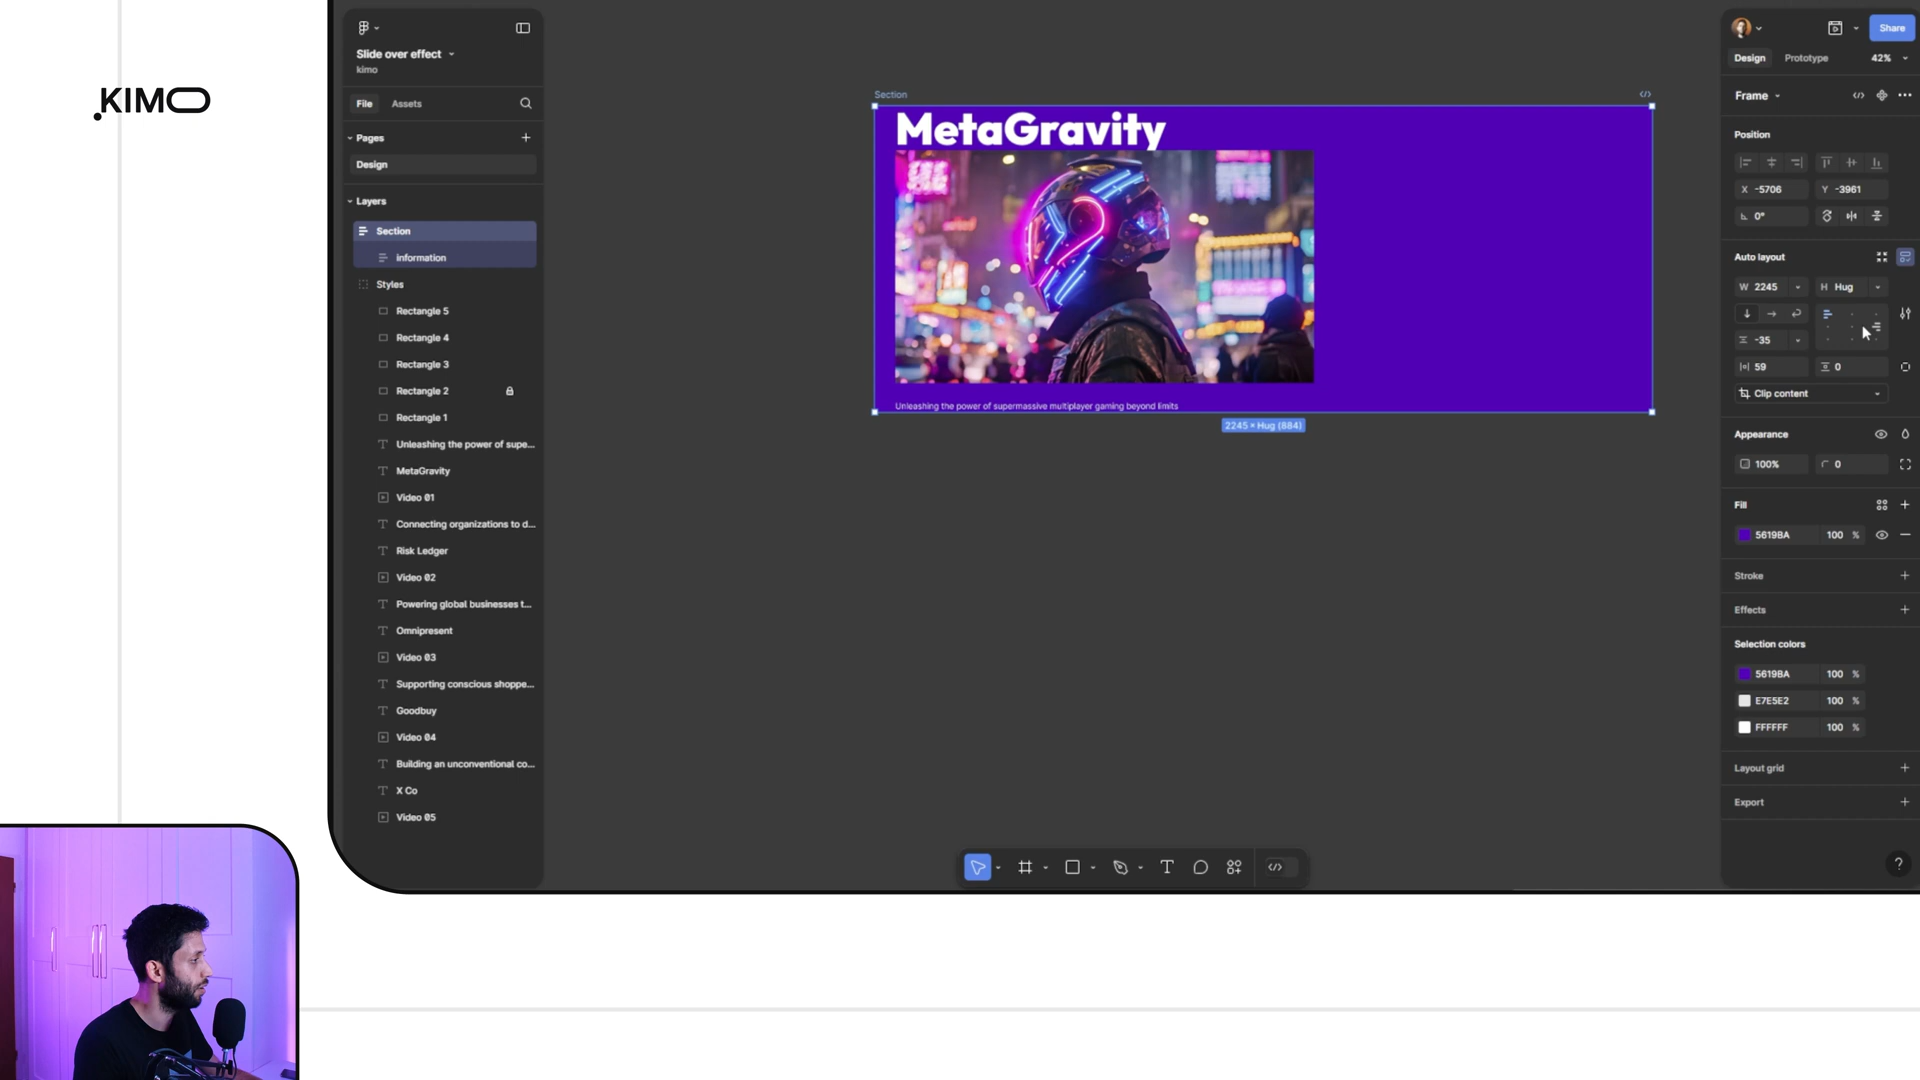 .KIMO
Slide over effect
kimo
File
Assets
Pages
Design
Layers
Section
information
Styles
Rectangle 5
Rectangle 4
Rectangle 3
Rectangle 2
Rectangle 1
Unleashing the power of supe...
MetaGravity
Video 01
Connecting organizations to d...
Risk Ledger
Video 02
Powering global businesses t...
Omnipresent
Video 03
Supporting conscious shoppe...
Goodbuy
Video 04
Building an unconventional co...
X Co
Video 05
Section
MetaGravity
Unleashing the power of supermassive multiplayer gaming beyond limits
2245 × Hug (884)
Share
Design
Prototype
42%
Frame
Position
X -5706
Y -3961
0°
Auto layout
W 2245
H Hug
-35
59
0
Clip content
Appearance
100%
0
Fill
5619BA 100 %
Stroke
Effects
Selection colors
5619BA 100 %
E7E5E2 100 %
FFFFFF 100 %
Layout grid
Export
?